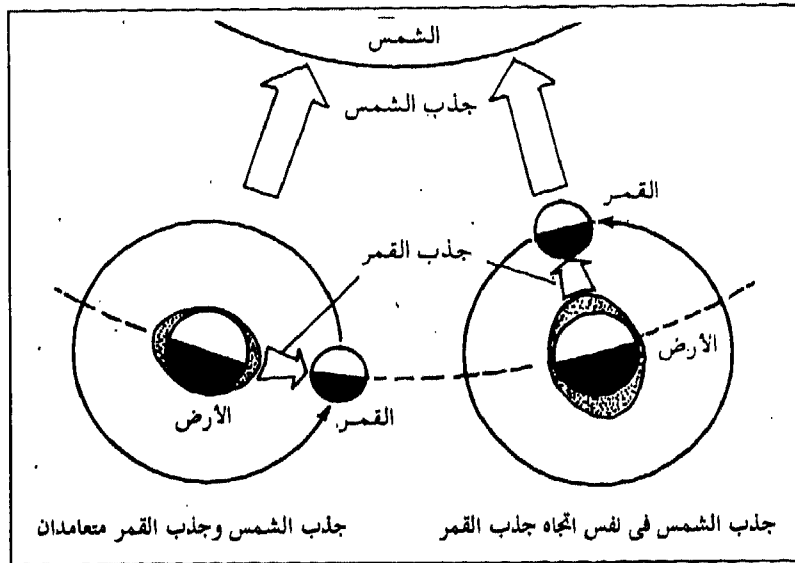 الشمس
جذب الشمس
القمر
جذب القمر
الأرض
الأرض
القمر
جذب الشمس فى نفس اتجاه جذب القمر
جذب الشمس وجذب القمر متعامدان